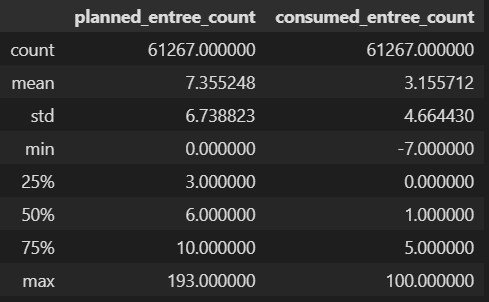 planned_entree_count consumed_entree_count
count 61267.000000 61267.000000
mean 7.355248 3.155712
std 6.738823 4.664430
min 0.000000 -7.000000
25% 3.000000 0.000000
50% 6.000000 1.000000
75% 10.000000 5.000000
max 193.000000 100.000000